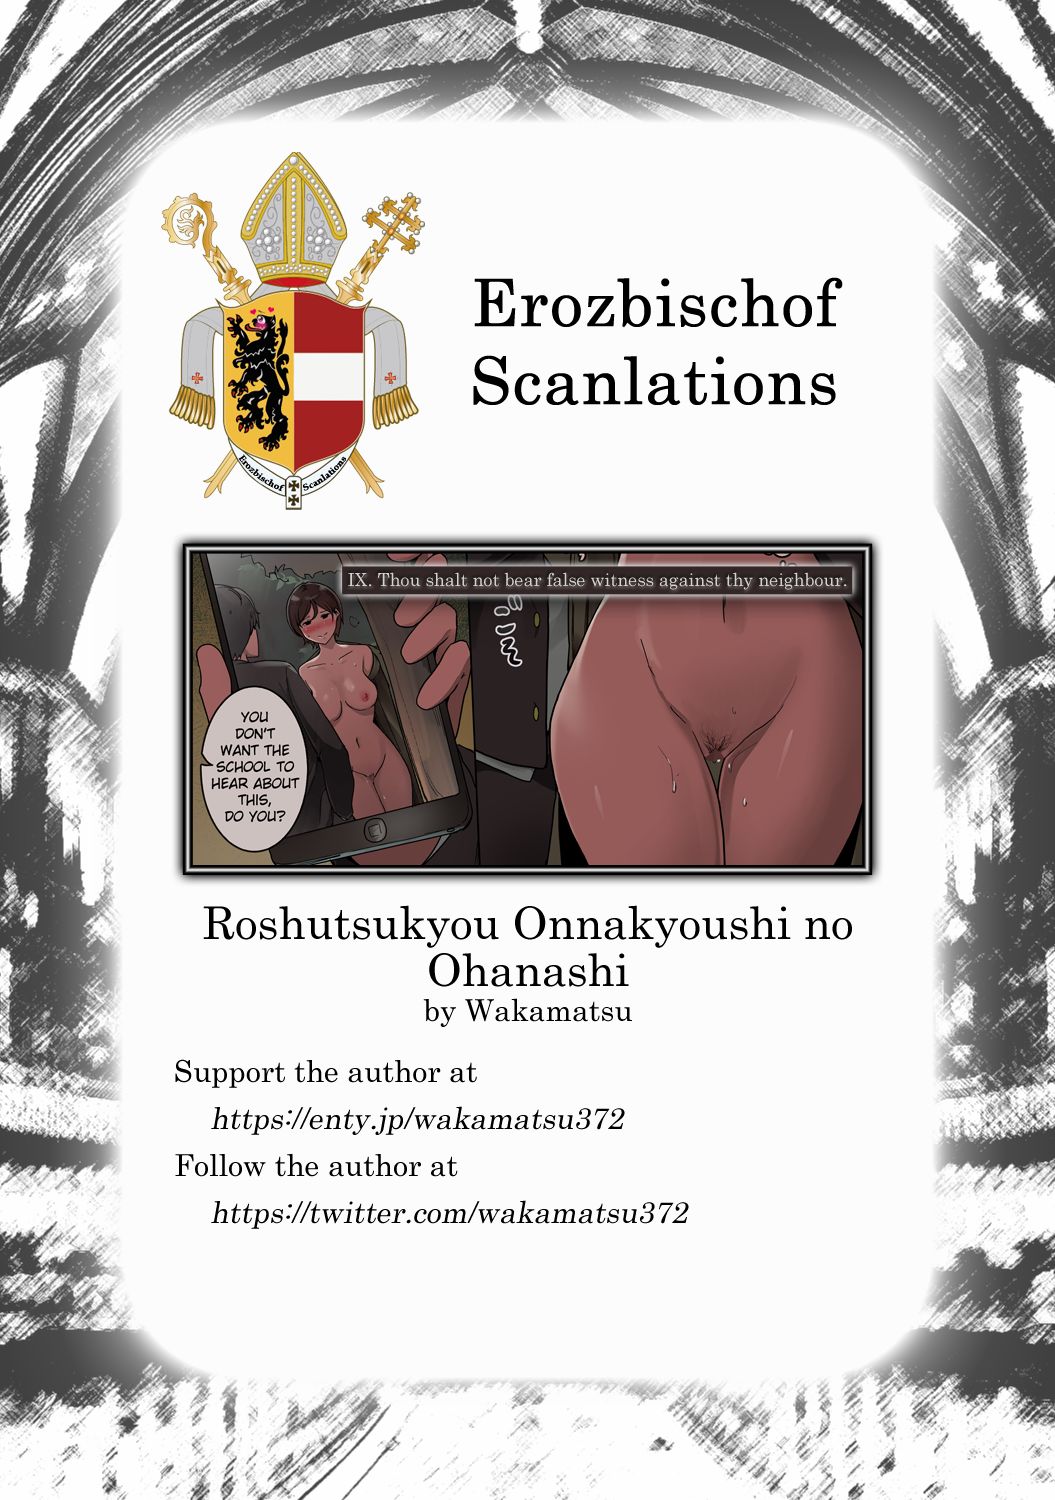 Erozbischof
Scanlations
Erozbischof Scanlations
IX. Thou shalt not bear false witness against thy neighbour.
YOU
DON'T
WANT THE
SCHOOL TO
HEAR ABOUT
THIS,
DO YOU?
Roshutsukyou Onnakyoushi no
Ohanashi
by Wakamatsu
Support the author at
https://enty.jp/wakamatsu372
Follow the author at
https://twitter.com/wakamatsu372